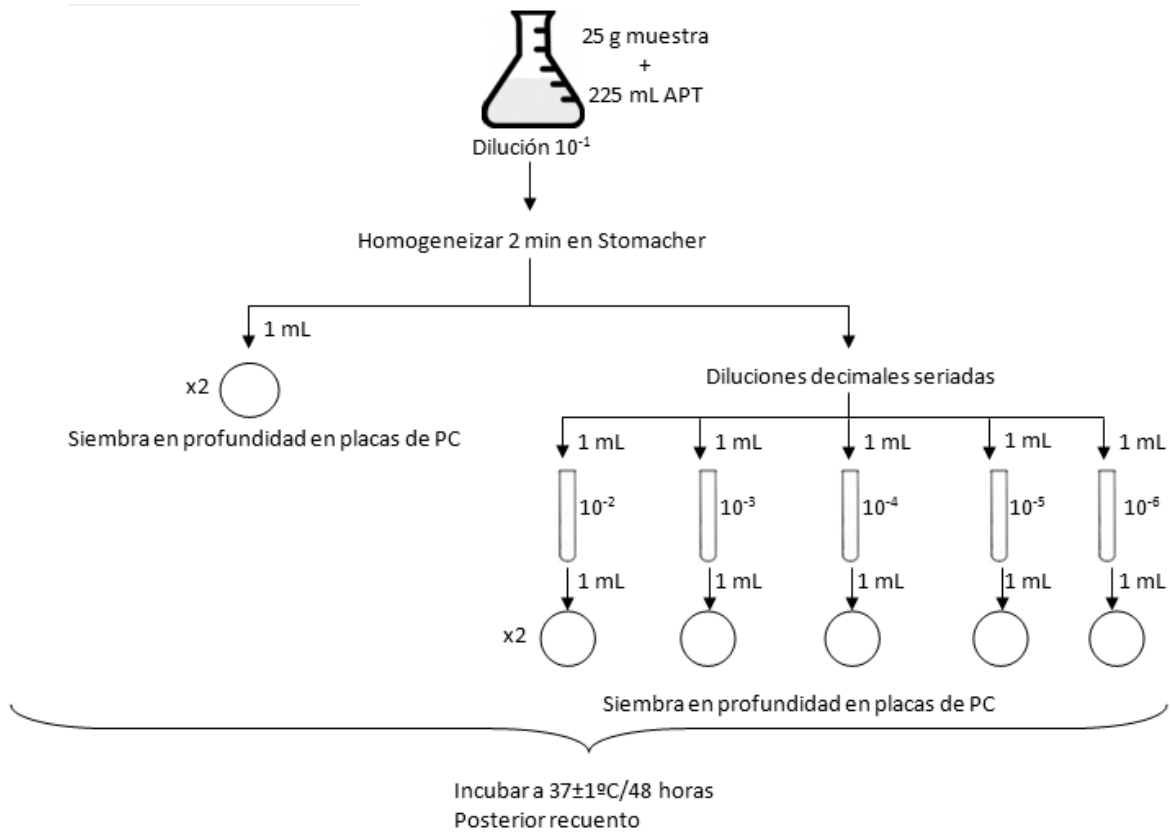 25 g muestra
+
225 mL APT
Dilución 10⁻¹
Homogeneizar 2 min en Stomacher
1 mL
x2
Siembra en profundidad en placas de PC
Diluciones decimales seriadas
1 mL 1 mL 1 mL 1 mL 1 mL
10⁻² 10⁻³ 10⁻⁴ 10⁻⁵ 10⁻⁶
1 mL 1 mL 1 mL 1 mL 1 mL
x2
Siembra en profundidad en placas de PC
Incubar a 37±1ºC/48 horas
Posterior recuento